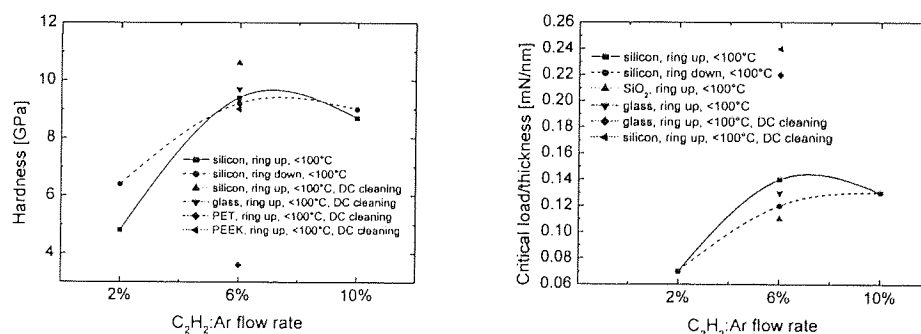 12
10
8
6
4
Hardness [GPa]
silicon, ring up, <100°C
silicon, ring down, <100°C
silicon, ring up, <100°C, DC cleaning
glass, ring up, <100°C, DC cleaning
PET, ring up, <100°C, DC cleaning
PEEK, ring up, <100°C, DC cleaning
2% 6% 10%
C₂H₂:Ar flow rate
0.26
0.24
0.22
0.20
0.18
0.16
0.14
0.12
0.10
0.08
0.06
Critical load/thickness [mN/nm]
silicon, ring up, <100°C
silicon, ring down, <100°C
SiO₂, ring up, <100°C
glass, ring up, <100°C
glass, ring up, <100°C, DC cleaning
silicon, ring up, <100°C, DC cleaning
2% 6% 10%
C₂H₂:Ar flow rate